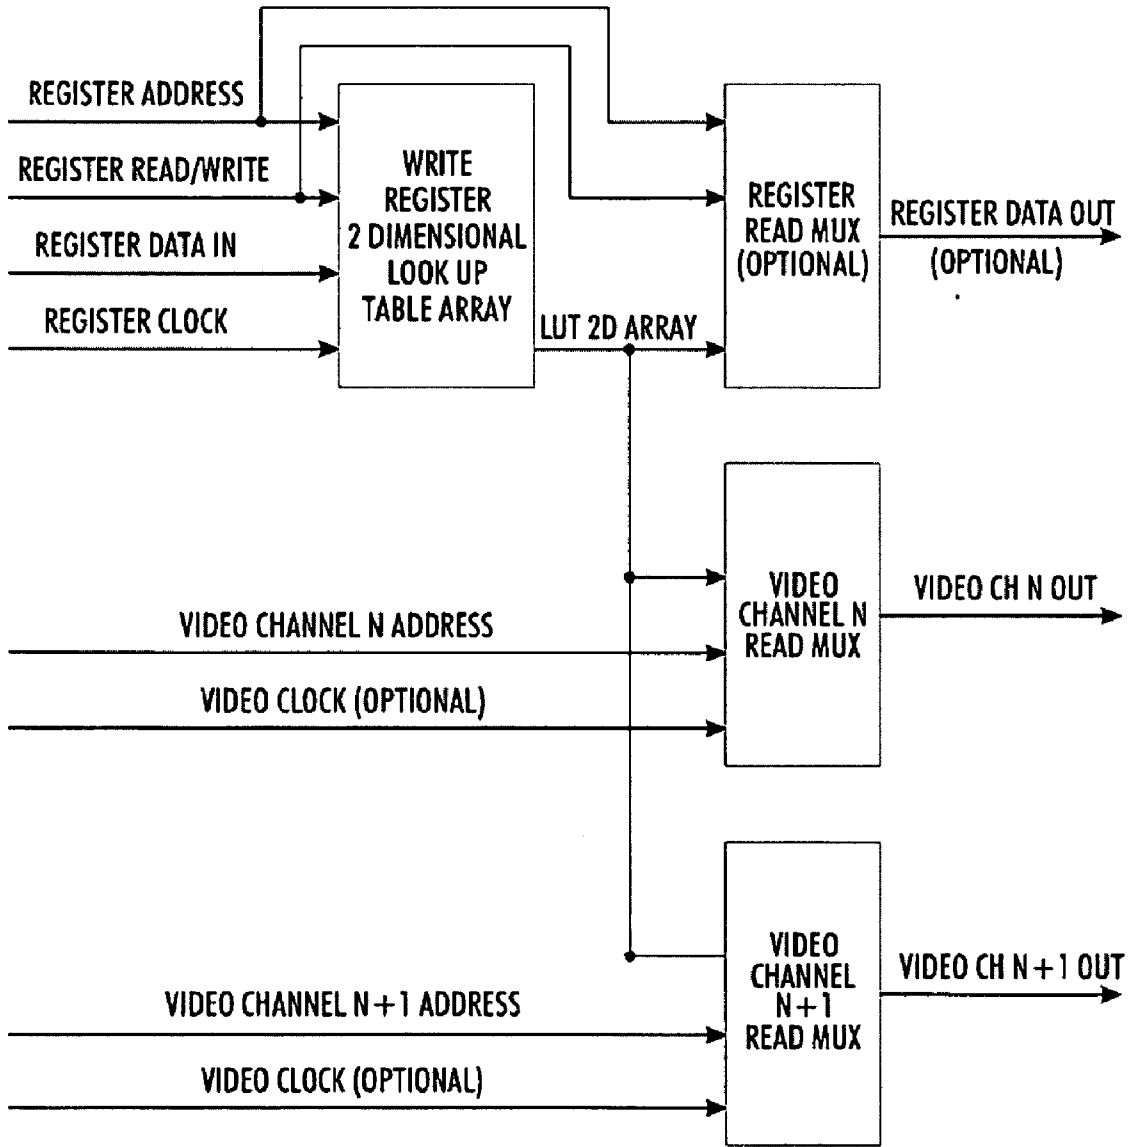 REGISTER ADDRESS
REGISTER READ/WRITE
REGISTER DATA IN
REGISTER CLOCK
WRITE
REGISTER
2 DIMENSIONAL
LOOK UP
TABLE ARRAY
LUT 2D ARRAY
REGISTER
READ MUX
(OPTIONAL)
REGISTER DATA OUT
(OPTIONAL)
VIDEO CHANNEL N ADDRESS
VIDEO CLOCK (OPTIONAL)
VIDEO
CHANNEL N
READ MUX
VIDEO CH N OUT
VIDEO CHANNEL N+1 ADDRESS
VIDEO CLOCK (OPTIONAL)
VIDEO
CHANNEL
N+1
READ MUX
VIDEO CH N+1 OUT